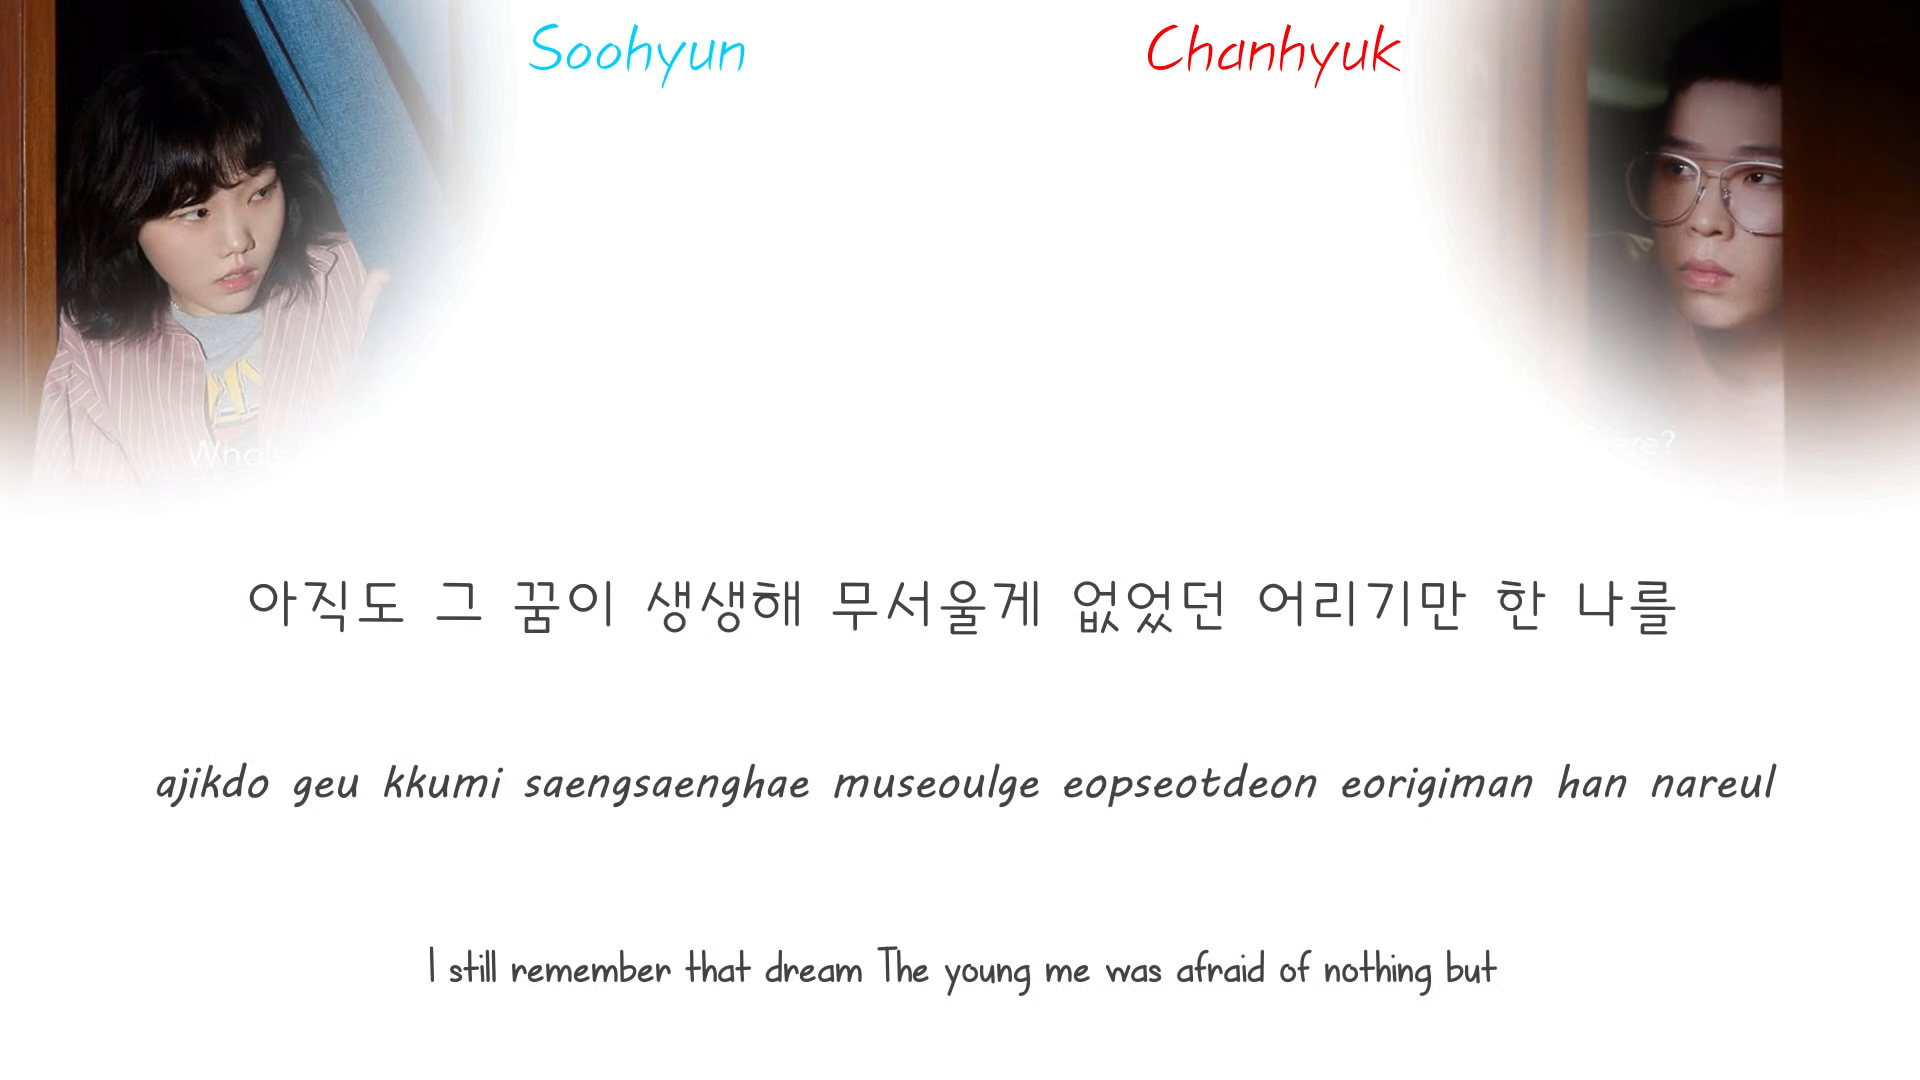 Soohyun
Chanhyuk
Who's
아직도 그 꿈이 생생해 무서울게 없었던 어리기만 한 나를
ajikdo geu kkumi saengsaenghae museoulge eopseotdeon eorigiman han nareul
I still remember that dream The young me was afraid of nothing but